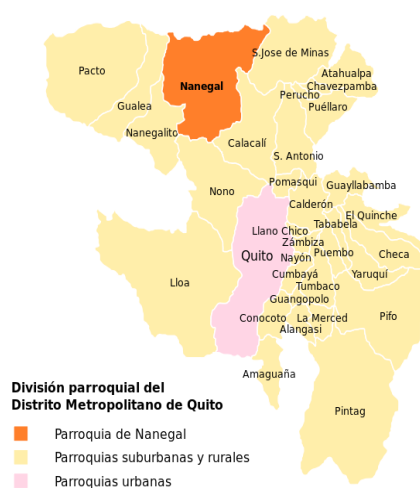 S.Jose de Minas
Pacto
Atahualpa
Nanegal
Chavezpamba
Perucho
Gualea
Puéllaro
Nanegalito
Calacalí
S. Antonio
Pomasqui
Guayllabamba
Nono
Calderón
El Quinche
Tababela
Llano Chico
Zámbiza
Quito
Nayón
Puembo
Checa
Cumbayá
Yaruquí
Lloa
Tumbaco
Guangopolo
Conocoto
La Merced
Pifo
Alangasi
Amaguaña
Pintag
División parroquial del
Distrito Metropolitano de Quito
Parroquia de Nanegal
Parroquias suburbanas y rurales
Parroquias urbanas